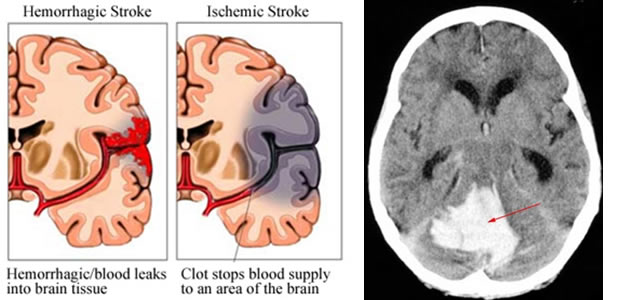 Hemorrhagic Stroke
Ischemic Stroke
Hemorrhagic/blood leaks
into brain tissue
Clot stops blood supply
to an area of the brain